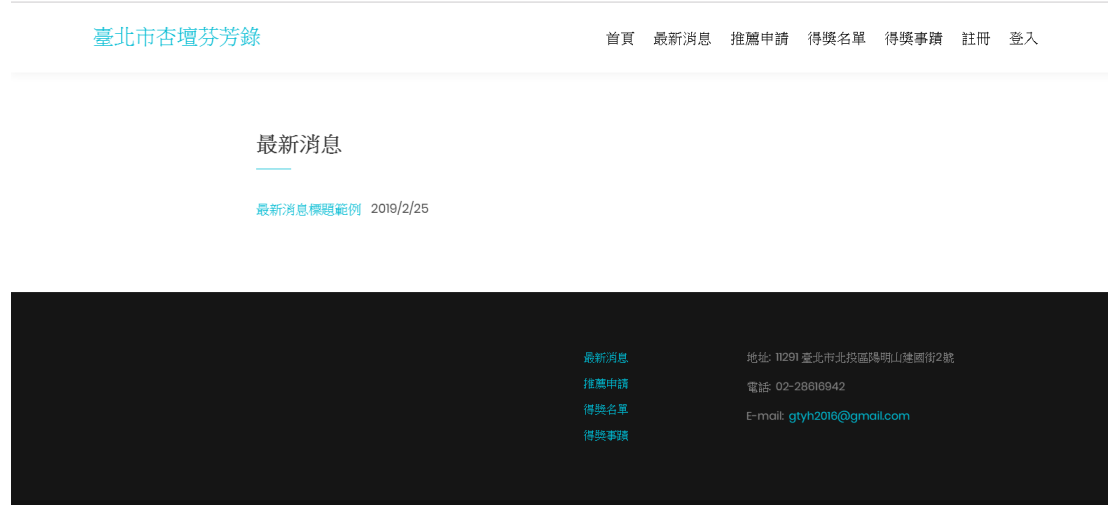 臺北市杏壇芬芳錄
首頁 最新消息 推薦申請 得獎名單 得獎事蹟 註冊 登入
最新消息
最新消息標題範例 2019/2/25
最新消息
推薦申請
得獎名單
得獎事蹟
地址: 11291 臺北市北投區陽明山建國街2號
電話: 02-28616942
E-mail: gtyh2016@gmail.com